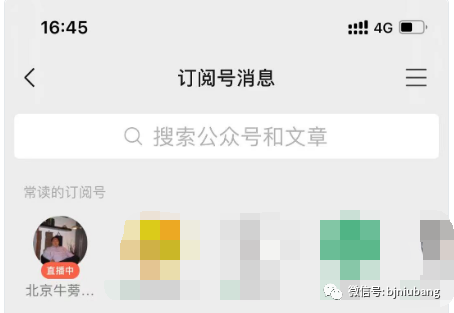 16:45
4G
订阅号消息
搜索公众号和文章
常读的订阅号
直播中
北京牛蒡...
微信号: bjniubang